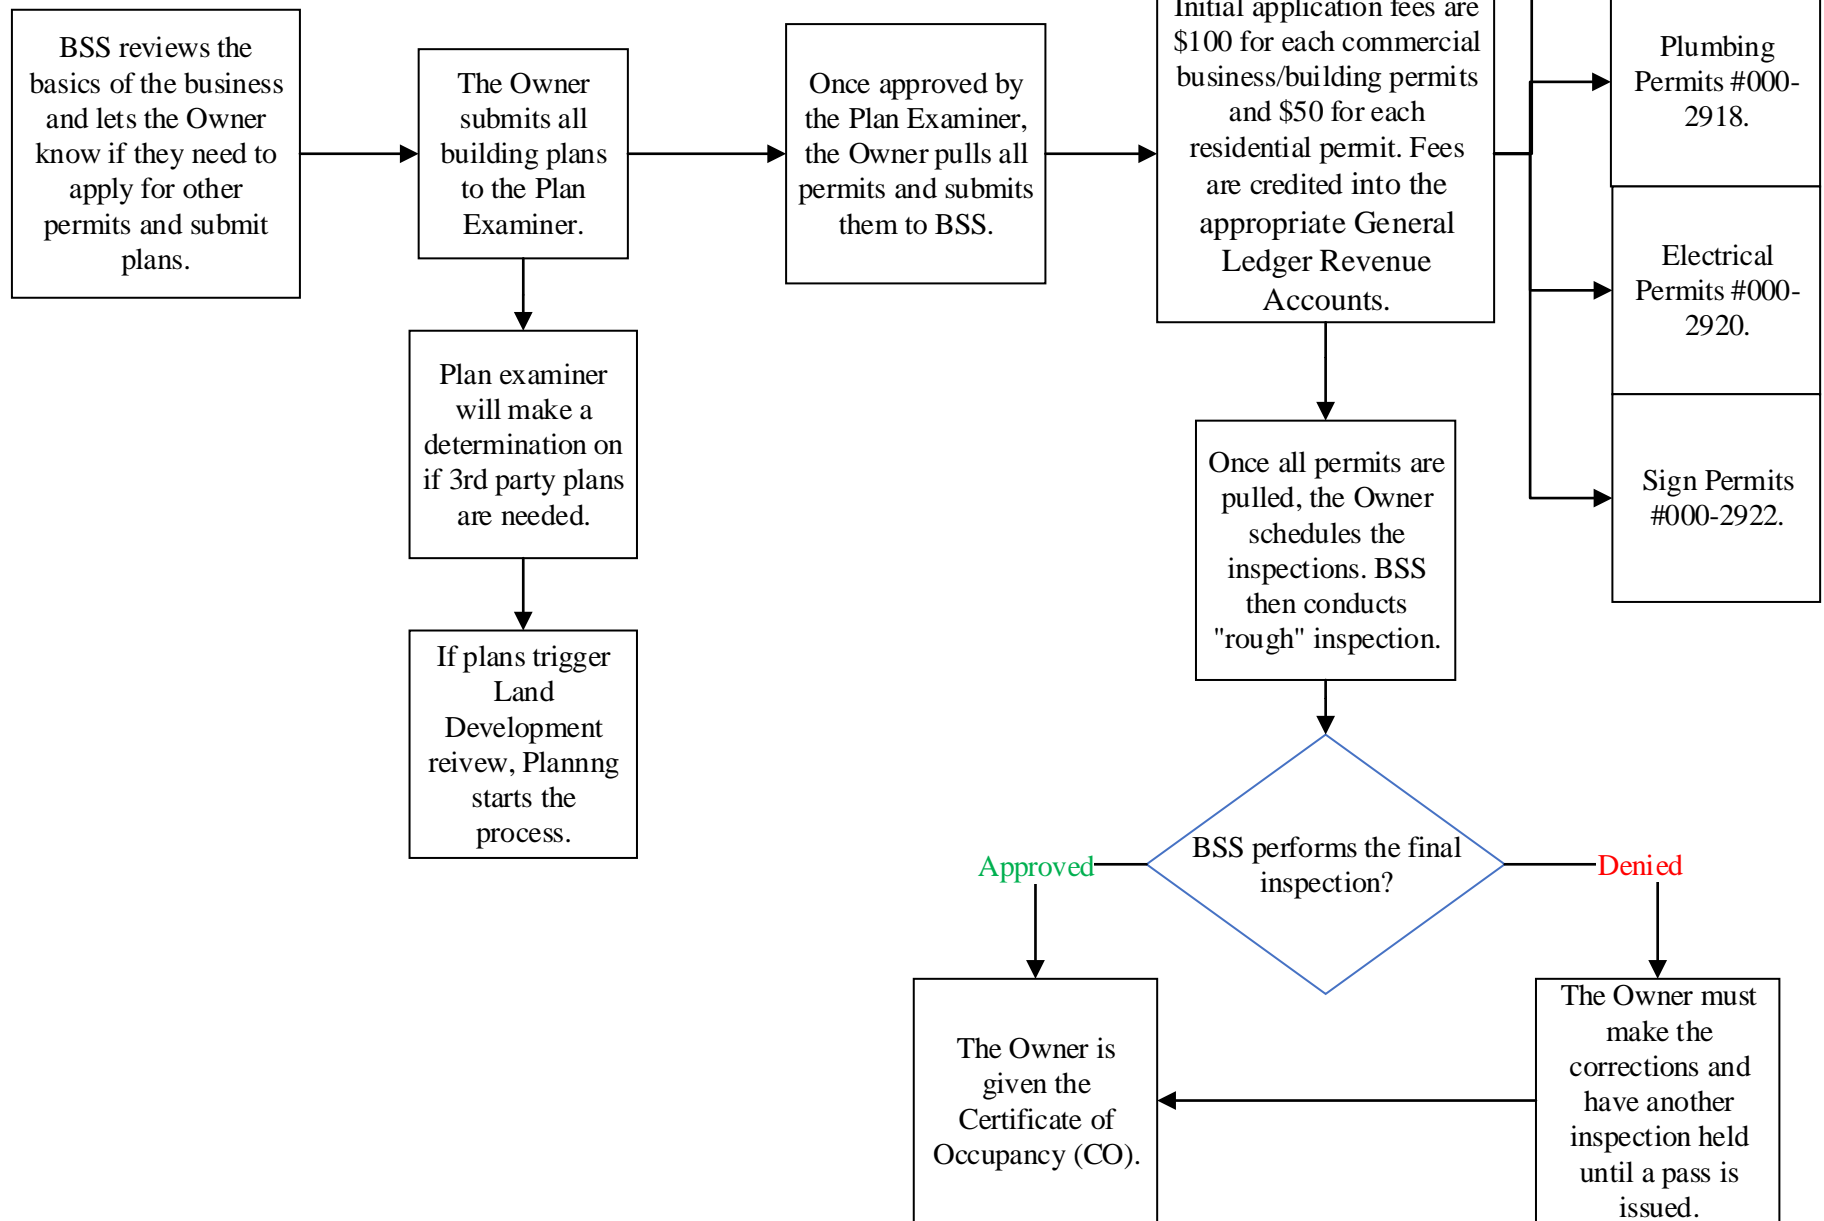 BSS reviews the
basics of the business
and lets the Owner
know if they need to
apply for other
permits and submit
plans.
The Owner
submits all
building plans
to the Plan
Examiner.
Once approved by
the Plan Examiner,
the Owner pulls all
permits and submits
them to BSS.
Initial application fees are
$100 for each commercial
business/building permits
and $50 for each
residential permit. Fees
are credited into the
appropriate General
Ledger Revenue
Accounts.
Plumbing
Permits #000-
2918.
Electrical
Permits #000-
2920.
Sign Permits
#000-2922.
Plan examiner
will make a
determination on
if 3rd party plans
are needed.
If plans trigger
Land
Development
reivew, Plannng
starts the
process.
Once all permits are
pulled, the Owner
schedules the
inspections. BSS
then conducts
"rough" inspection.
BSS performs the final
inspection?
Approved
Denied
The Owner is
given the
Certificate of
Occupancy (CO).
The Owner must
make the
corrections and
have another
inspection held
until a pass is
issued.